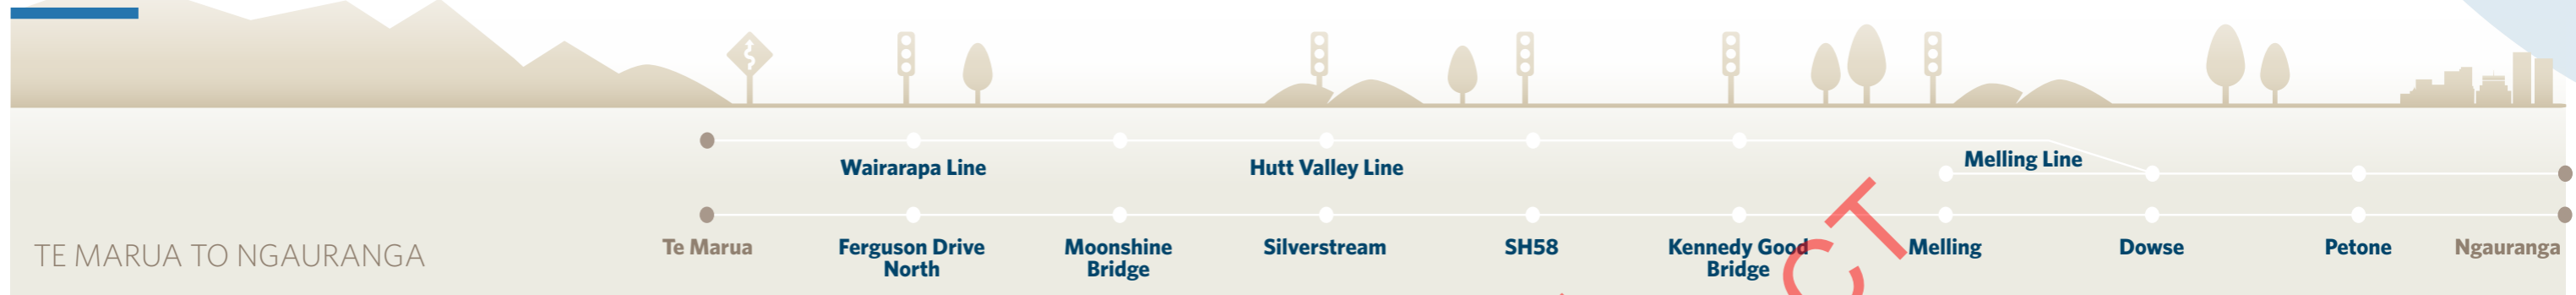 Wairarapa Line
Hutt Valley Line
Melling Line
TE MARUA TO NGAURANGA
Te Marua
Ferguson Drive
North
Moonshine
Bridge
Silverstream
SH58
Kennedy Good
Bridge
Melling
Dowse
Petone
Ngauranga
CT